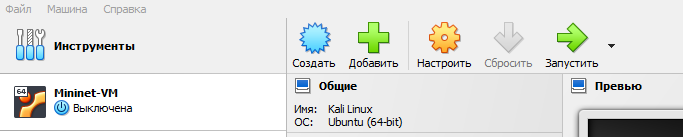 Файл Машина Справка
Инструменты
Создать Добавить Настроить Сбросить Запустить
64 Mininet-VM
Выключена
Общие
Превью
Имя: Kali Linux
ОС: Ubuntu (64-bit)